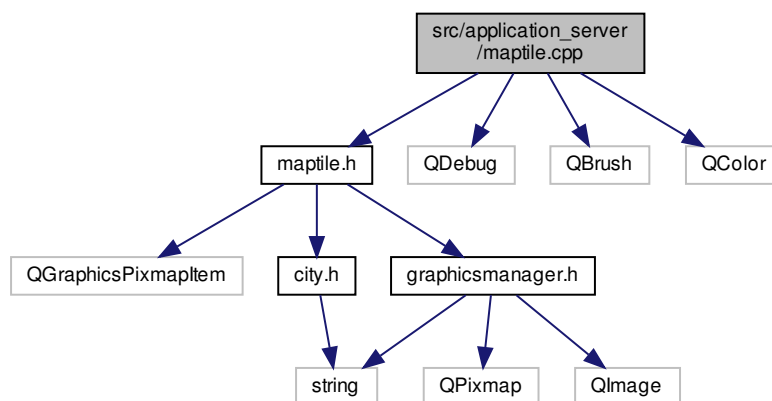 src/application_server
/maptile.cpp
maptile.h
QDebug
QBrush
QColor
QGraphicsPixmapItem
city.h
graphicsmanager.h
string
QPixmap
QImage